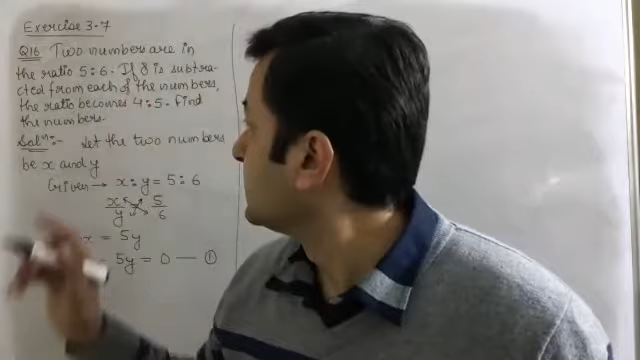 Exercise 3.7
Q16 Two numbers are in
the ratio 5:6. If 8 is subtra-
cted from each of the numbers,
the ratio becomes 4:5. find
the numbers.
Solⁿ:- Let the two numbers
be x and y
Given → x:y = 5:6
x/y 5/6
x = 5y
5y = 0 — ①